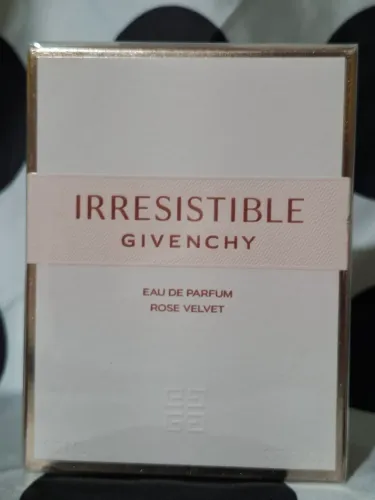 IRRESISTIBLE
GIVENCHY
EAU DE PARFUM
ROSE VELVET